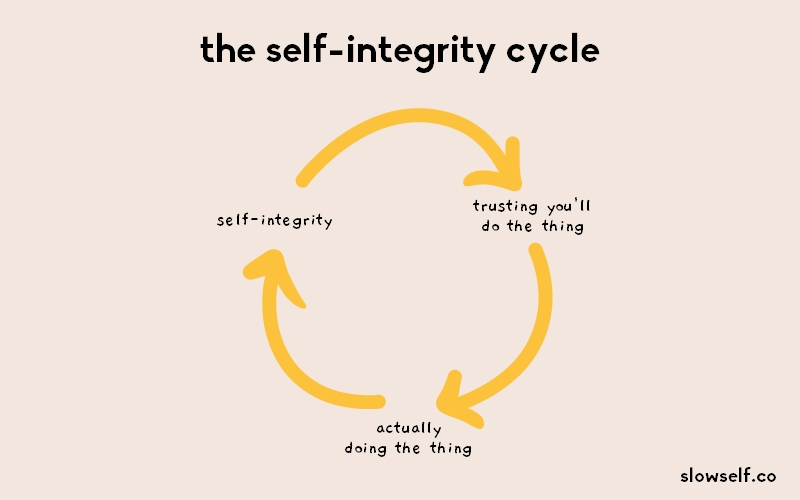 the self-integrity cycle
self-integrity
trusting you'll
do the thing
actually
doing the thing
slowself.co